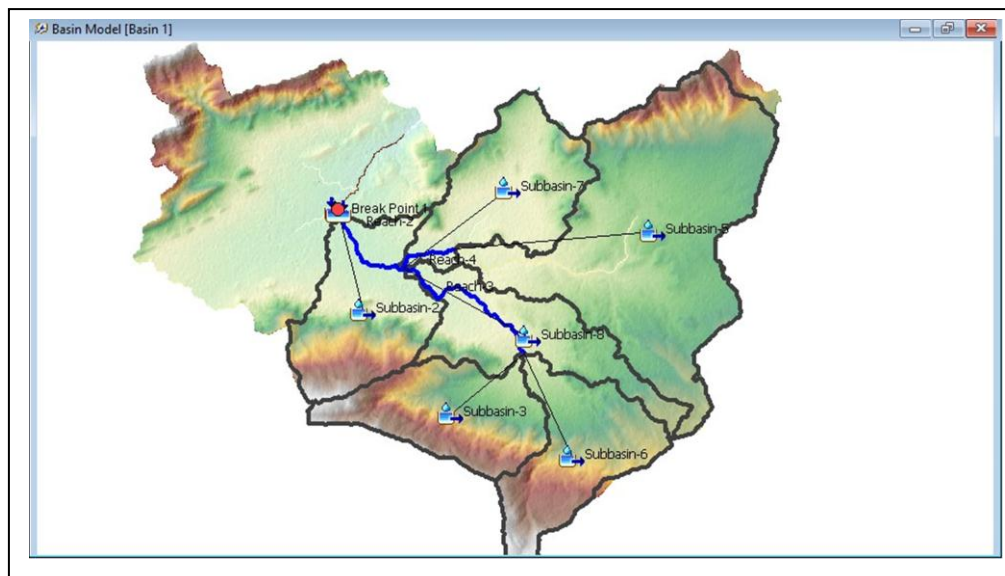 Basin Model [Basin 1]
Subbasin-7
Break Point 1
Reach-2
Subbasin-5
Reach-4
Reach-3
Subbasin-2
Subbasin-8
Subbasin-3
Subbasin-6